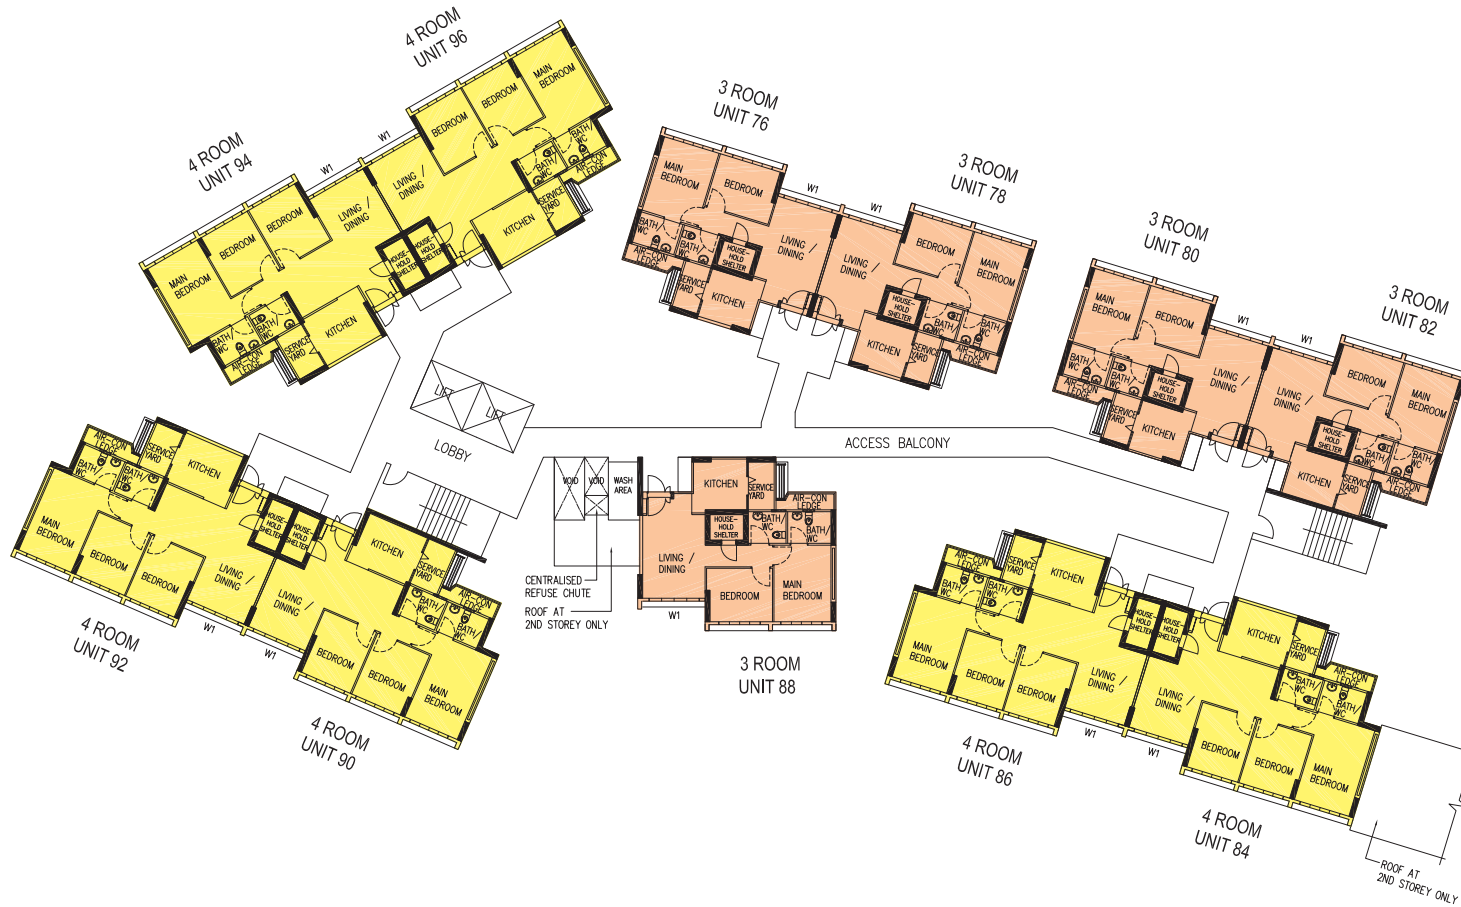 4 ROOM
UNIT 96
MAIN
BEDROOM
BEDROOM
BEDROOM
BATH/
WC
BATH/
WC
AIR-CON
LEDGE
W1
LIVING /
DINING
SERVICE
YARD
KITCHEN
HOUSE-
HOLD
SHELTER
4 ROOM
UNIT 94
W1
BEDROOM
BEDROOM
MAIN
BEDROOM
LIVING /
DINING
HOUSE-
HOLD
SHELTER
BATH/
WC
BATH/
WC
AIR-CON
LEDGE
SERVICE
YARD
KITCHEN
3 ROOM
UNIT 76
MAIN
BEDROOM
BEDROOM
W1
BATH/
WC
BATH/
WC
AIR-CON
LEDGE
HOUSE-
HOLD
SHELTER
LIVING /
DINING
SERVICE
YARD
KITCHEN
3 ROOM
UNIT 78
W1
BEDROOM
MAIN
BEDROOM
LIVING /
DINING
HOUSE-
HOLD
SHELTER
BATH/
WC
BATH/
WC
AIR-CON
LEDGE
KITCHEN
SERVICE
YARD
3 ROOM
UNIT 80
MAIN
BEDROOM
BEDROOM
W1
BATH/
WC
BATH/
WC
AIR-CON
LEDGE
HOUSE-
HOLD
SHELTER
LIVING /
DINING
SERVICE
YARD
KITCHEN
3 ROOM
UNIT 82
W1
BEDROOM
MAIN
BEDROOM
LIVING /
DINING
HOUSE-
HOLD
SHELTER
BATH/
WC
BATH/
WC
AIR-CON
LEDGE
KITCHEN
SERVICE
YARD
LIFT
LIFT
LOBBY
ACCESS BALCONY
AIR-CON
LEDGE
SERVICE
YARD
KITCHEN
BATH/
WC
BATH/
WC
MAIN
BEDROOM
BEDROOM
BEDROOM
LIVING /
DINING
HOUSE-
HOLD
SHELTER
W1
4 ROOM
UNIT 92
HOUSE-
HOLD
SHELTER
KITCHEN
SERVICE
YARD
AIR-CON
LEDGE
BATH/
WC
BATH/
WC
LIVING /
DINING
BEDROOM
BEDROOM
MAIN
BEDROOM
W1
4 ROOM
UNIT 90
VOID
VOID
WASH
AREA
CENTRALISED
REFUSE CHUTE
ROOF AT
2ND STOREY ONLY
KITCHEN
SERVICE
YARD
AIR-CON
LEDGE
HOUSE-
HOLD
SHELTER
BATH/
WC
BATH/
WC
LIVING /
DINING
BEDROOM
MAIN
BEDROOM
W1
3 ROOM
UNIT 88
AIR-CON
LEDGE
SERVICE
YARD
KITCHEN
BATH/
WC
BATH/
WC
MAIN
BEDROOM
BEDROOM
BEDROOM
LIVING /
DINING
HOUSE-
HOLD
SHELTER
W1
4 ROOM
UNIT 86
HOUSE-
HOLD
SHELTER
KITCHEN
SERVICE
YARD
AIR-CON
LEDGE
BATH/
WC
BATH/
WC
LIVING /
DINING
BEDROOM
BEDROOM
MAIN
BEDROOM
W1
4 ROOM
UNIT 84
ROOF AT
2ND STOREY ONLY